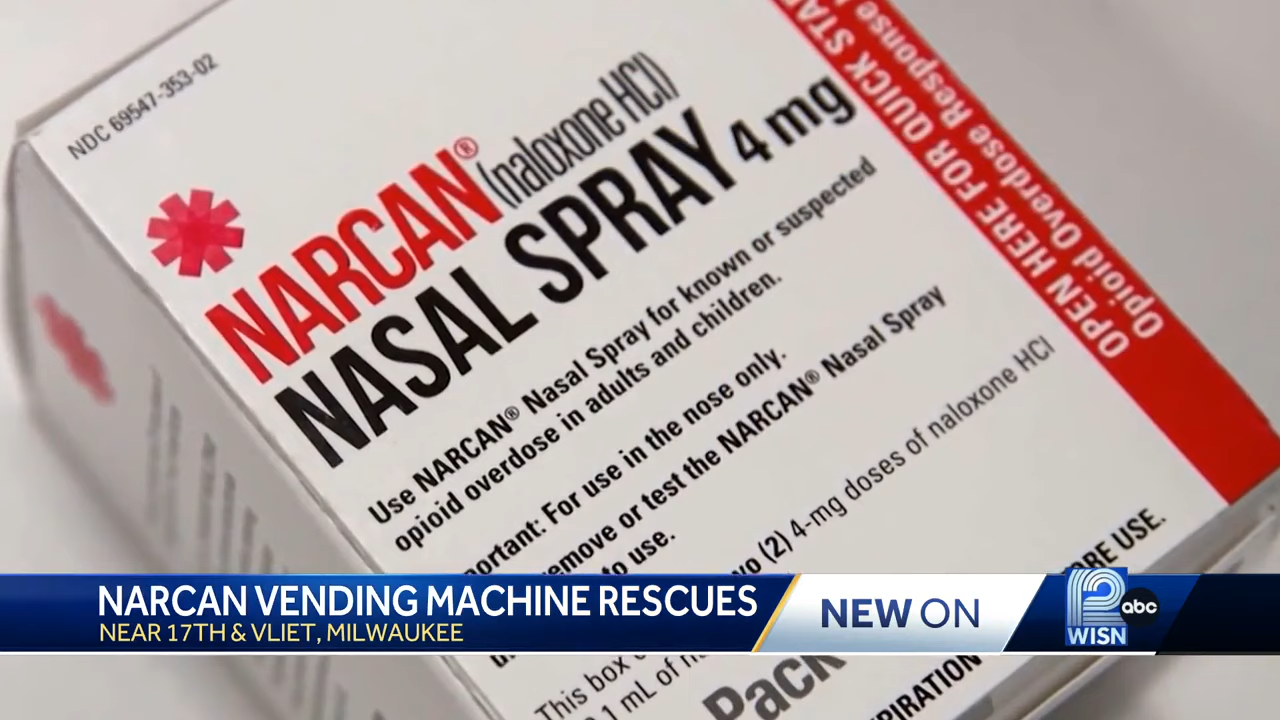 NDC 69547-353-02
NARCAN® (naloxone HCl)
NASAL SPRAY 4 mg
Use NARCAN® Nasal Spray for known or suspected
opioid overdose in adults and children.
portant: For use in the nose only.
emove or test the NARCAN® Nasal Spray
to use.
(2) 4-mg doses of naloxone HCl
ORE USE.
This box
1 mL of
Pack
PIRATION
OPEN HERE FOR QUICK STAR
Opioid Overdose Response
NARCAN VENDING MACHINE RESCUES
NEAR 17TH & VLIET, MILWAUKEE
NEW ON
12
abc
WISN